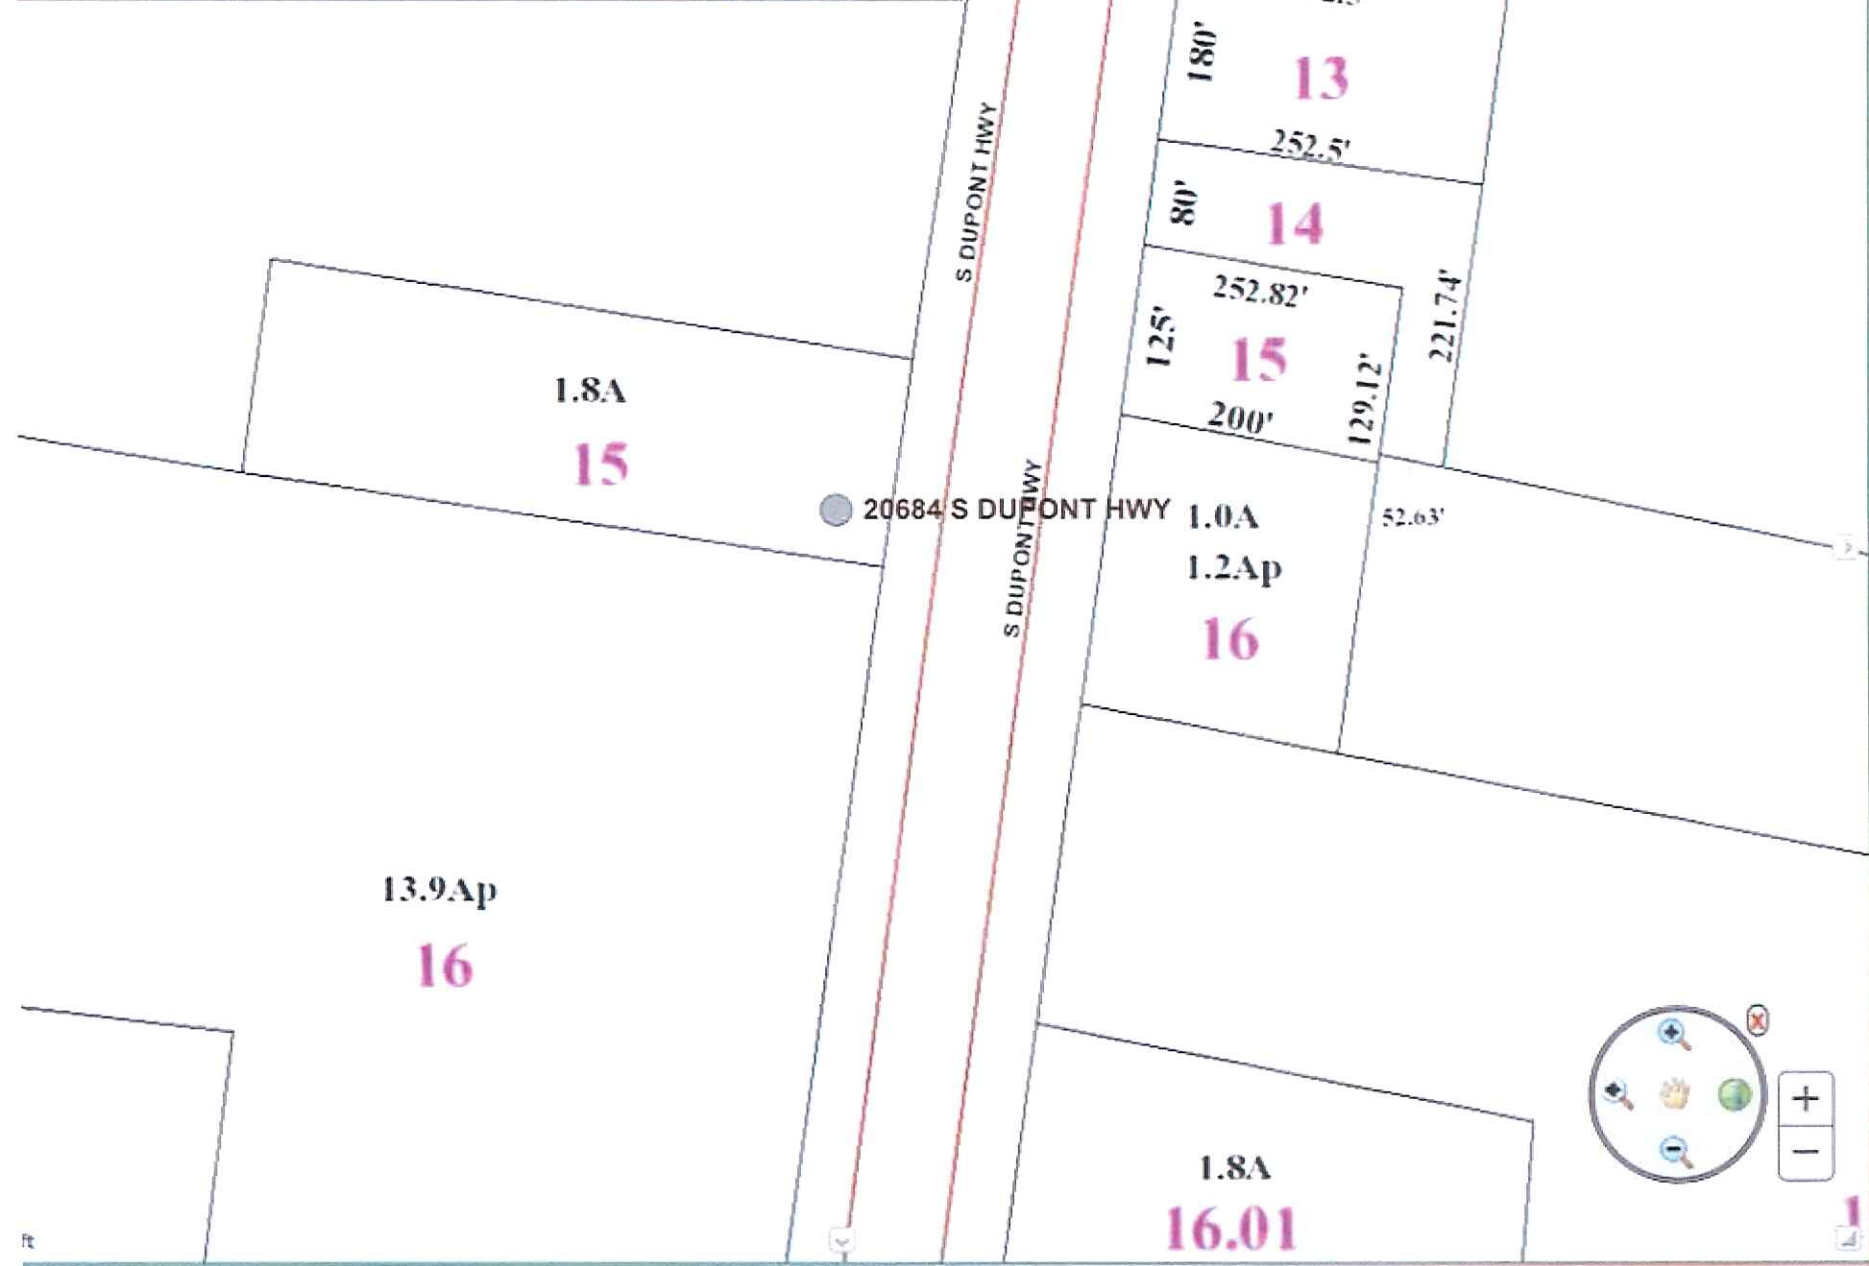 180'
13
252.5'
S DUPONT HWY
80'
14
252.82'
221.74'
125'
15
129.12'
200'
1.8A
15
20684 S DUPONT HWY
S DUPONT HWY
1.0A
52.63'
1.2Ap
16
13.9Ap
16
1.8A
16.01
1
ft
+
−